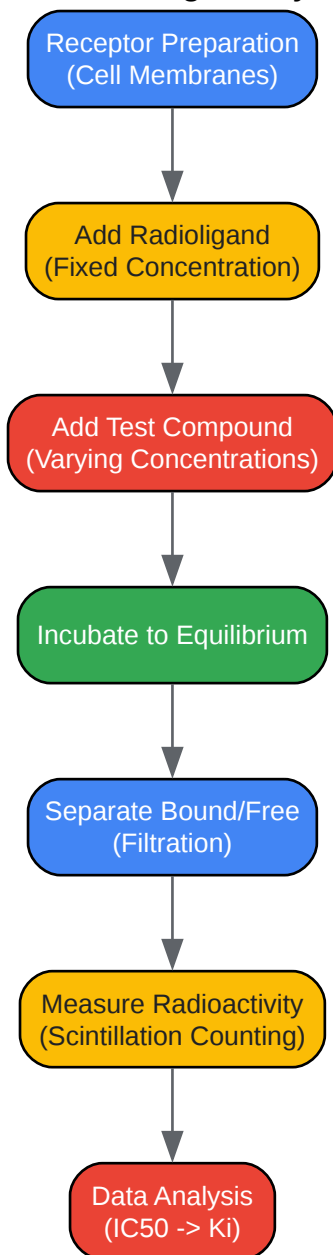 Receptor Preparation
(Cell Membranes)
Add Radioligand
(Fixed Concentration)
Add Test Compound
(Varying Concentrations)
Incubate to Equilibrium
Separate Bound/Free
(Filtration)
Measure Radioactivity
(Scintillation Counting)
Data Analysis
(IC50 -> Ki)